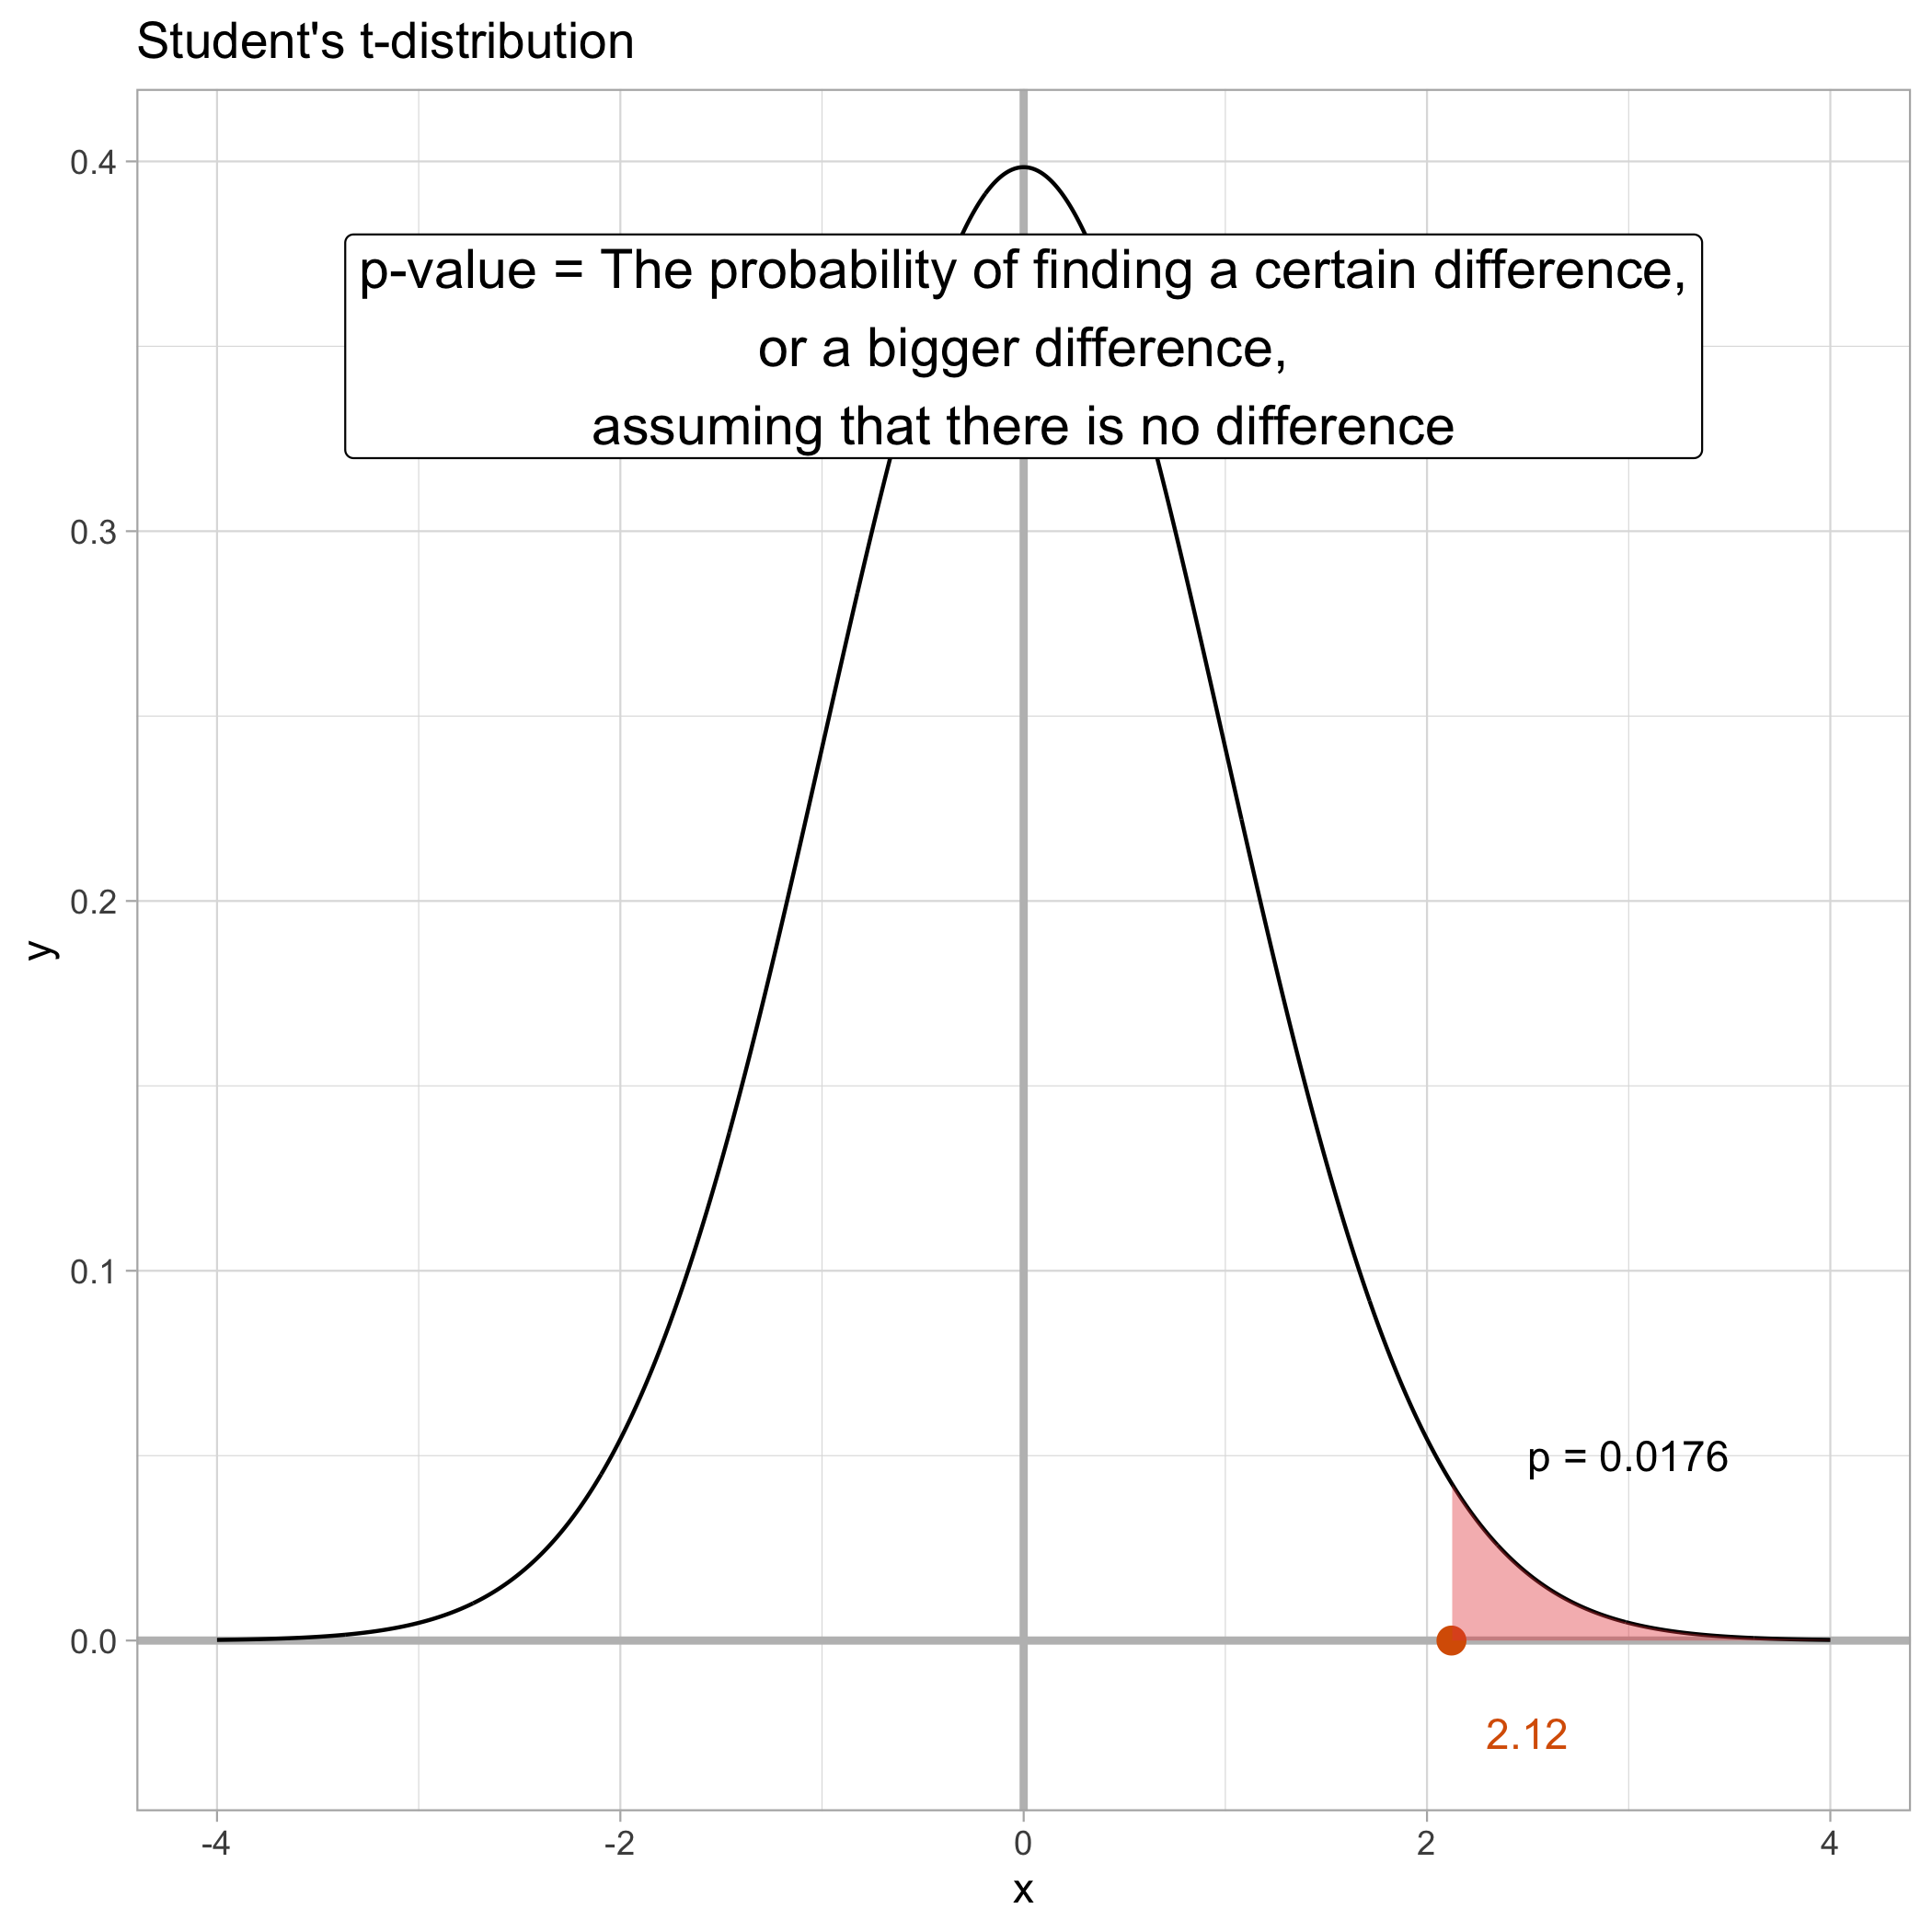 Student's t-distribution
p-value = The probability of finding a certain difference,
or a bigger difference,
assuming that there is no difference
0.4
0.3
0.2
0.1
0.0
y
p = 0.0176
2.12
-4 -2 0 2 4
x